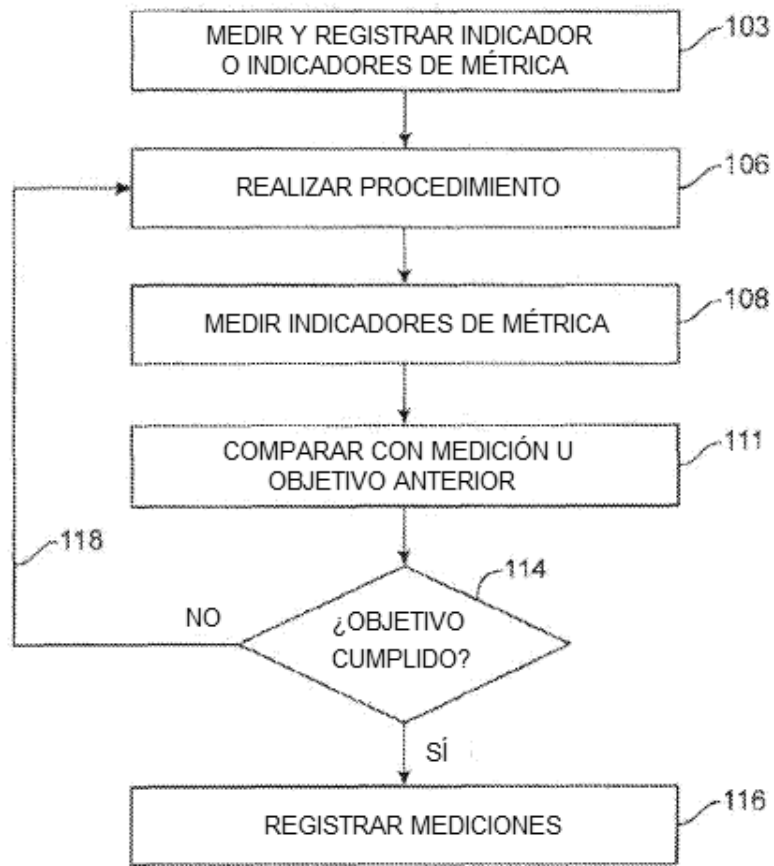 MEDIR Y REGISTRAR INDICADOR
O INDICADORES DE MÉTRICA
103
REALIZAR PROCEDIMIENTO
106
MEDIR INDICADORES DE MÉTRICA
108
COMPARAR CON MEDICIÓN U
OBJETIVO ANTERIOR
111
118
114
NO
¿OBJETIVO
CUMPLIDO?
SÍ
REGISTRAR MEDICIONES
116